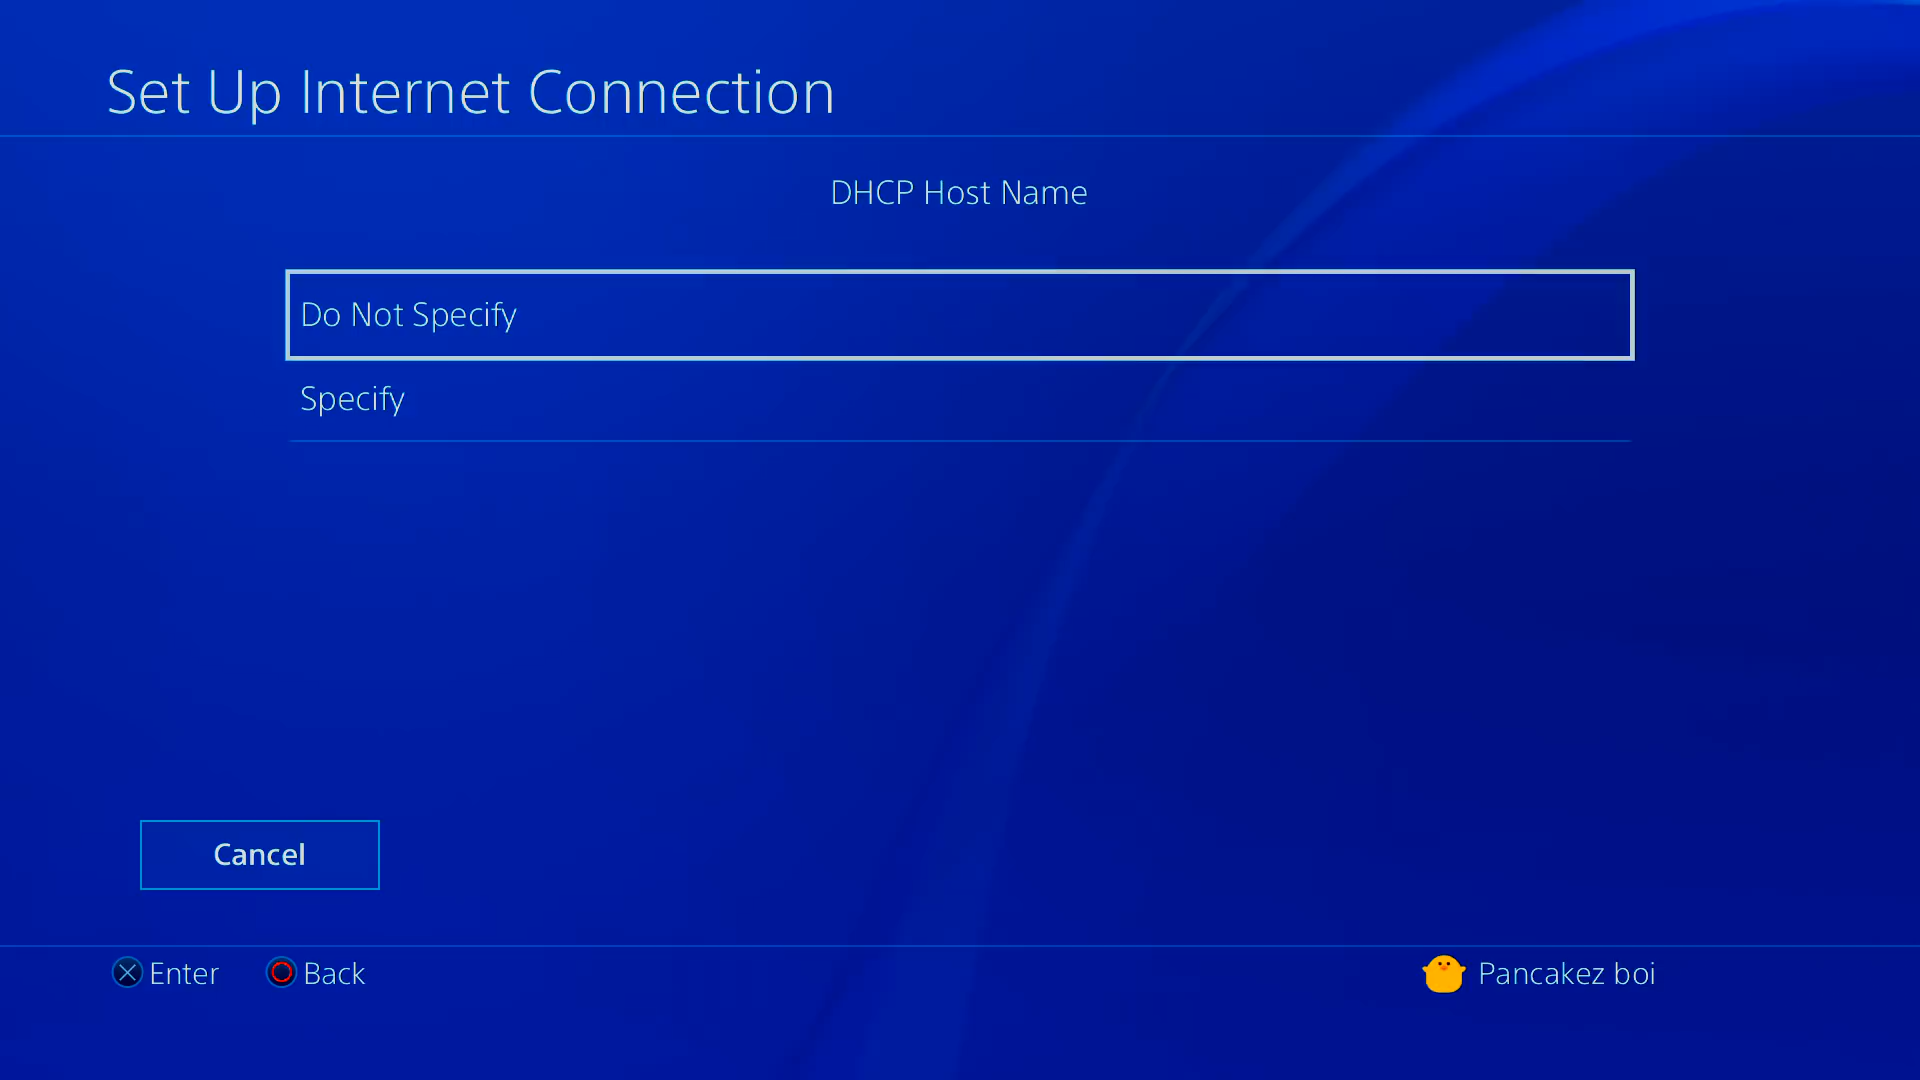 Set Up Internet Connection
DHCP Host Name
Do Not Specify
Specify
Cancel
Enter Back Pancakez boi